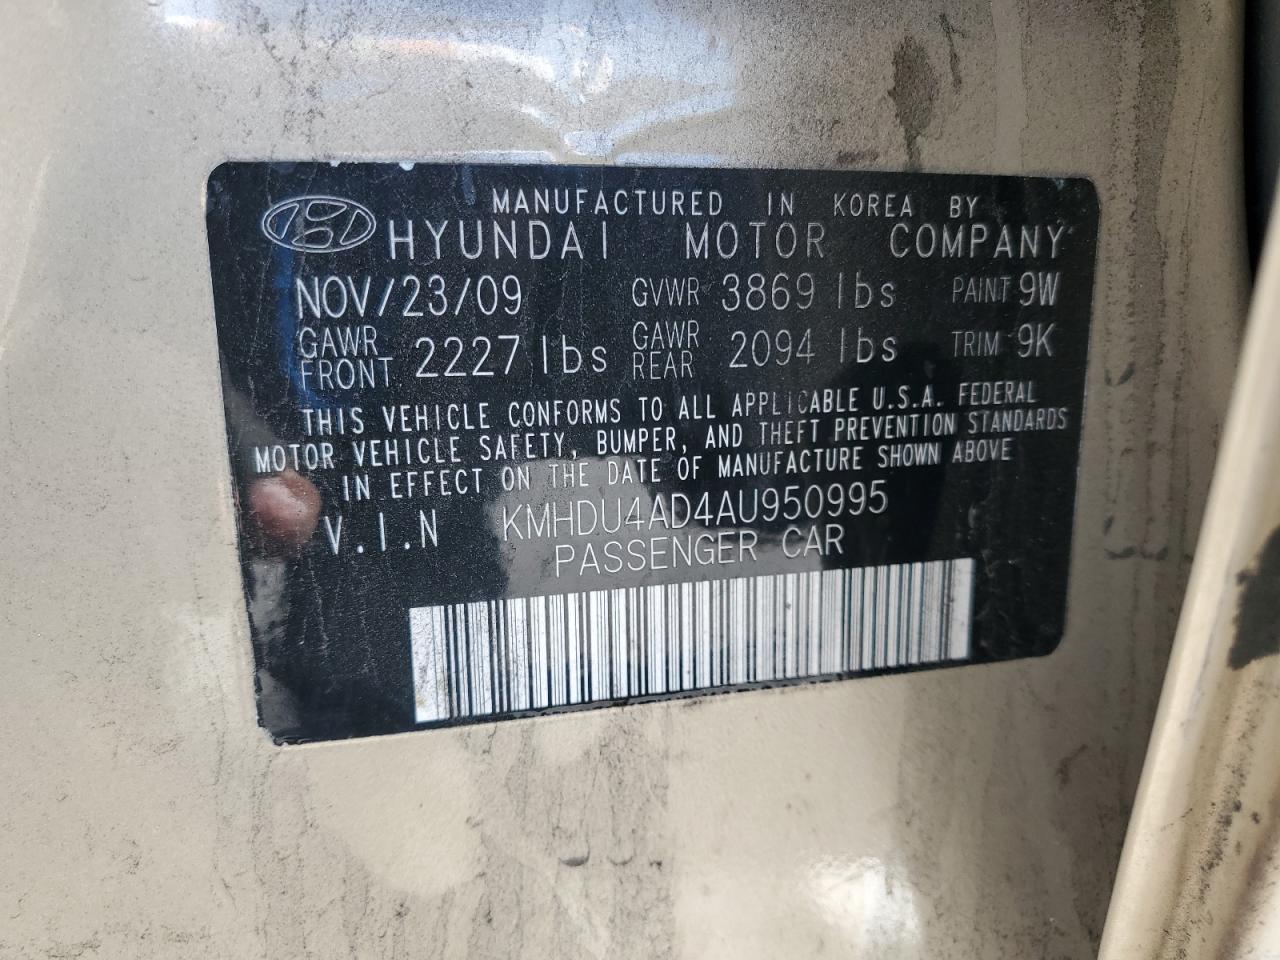 MANUFACTURED IN KOREA BY
HYUNDAI MOTOR COMPANY
NOV/23/09 GVWR 3869 lbs PAINT 9W
GAWR FRONT 2227 lbs GAWR REAR 2094 lbs TRIM 9K
THIS VEHICLE CONFORMS TO ALL APPLICABLE U.S.A. FEDERAL
MOTOR VEHICLE SAFETY, BUMPER, AND THEFT PREVENTION STANDARDS
IN EFFECT ON THE DATE OF MANUFACTURE SHOWN ABOVE
V.I.N KMHDU4AD4AU950995
PASSENGER CAR